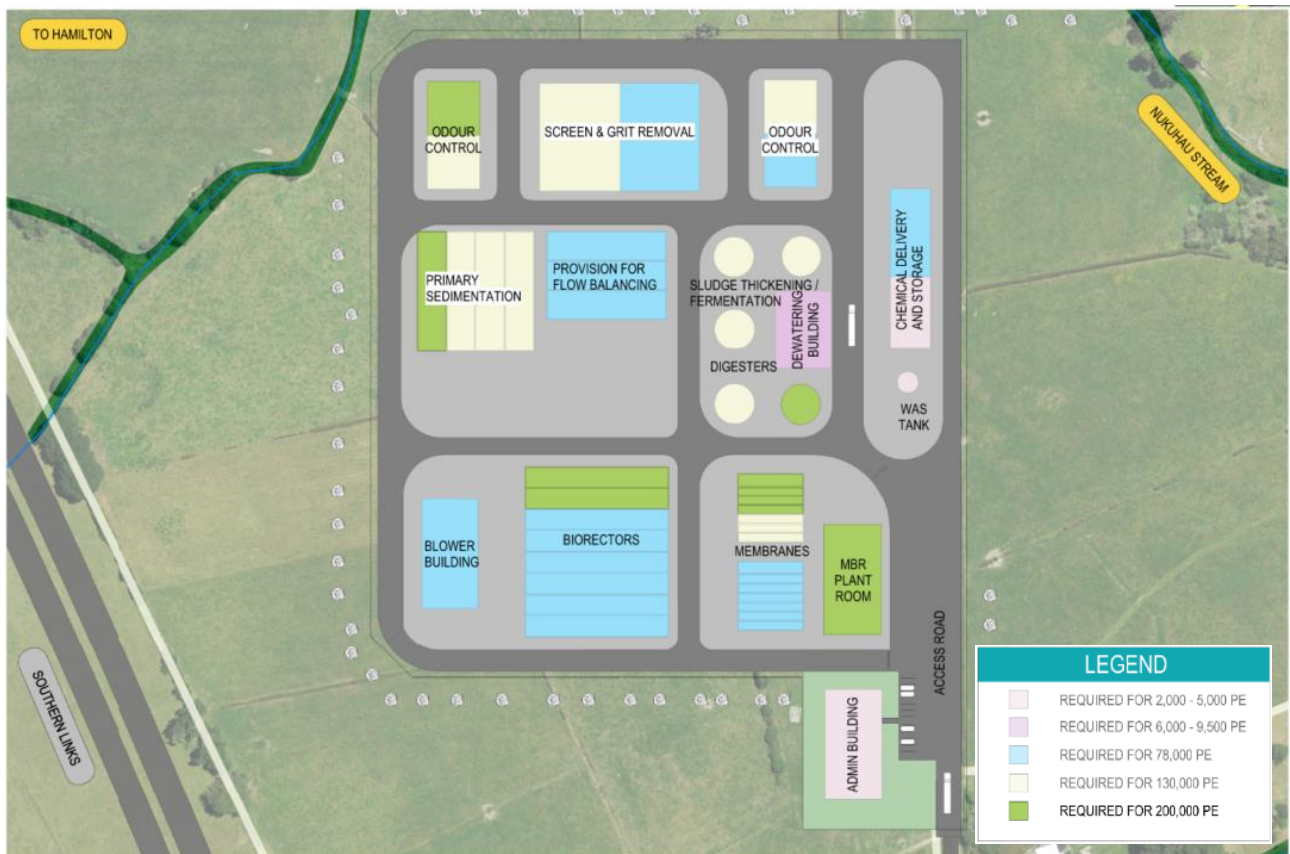 TO HAMILTON
NUKUHAU STREAM
ODOUR
CONTROL
SCREEN & GRIT REMOVAL
ODOUR
CONTROL
CHEMICAL DELIVERY
AND STORAGE
PRIMARY
SEDIMENTATION
PROVISION FOR
FLOW BALANCING
SLUDGE THICKENING /
FERMENTATION
DEWATERING
BUILDING
DIGESTERS
WAS
TANK
BLOWER
BUILDING
BIORECTORS
MEMBRANES
MBR
PLANT
ROOM
ACCESS ROAD
SOUTHERN LINKS
ADMIN BUILDING
LEGEND
REQUIRED FOR 2,000 - 5,000 PE
REQUIRED FOR 6,000 - 9,500 PE
REQUIRED FOR 78,000 PE
REQUIRED FOR 130,000 PE
REQUIRED FOR 200,000 PE